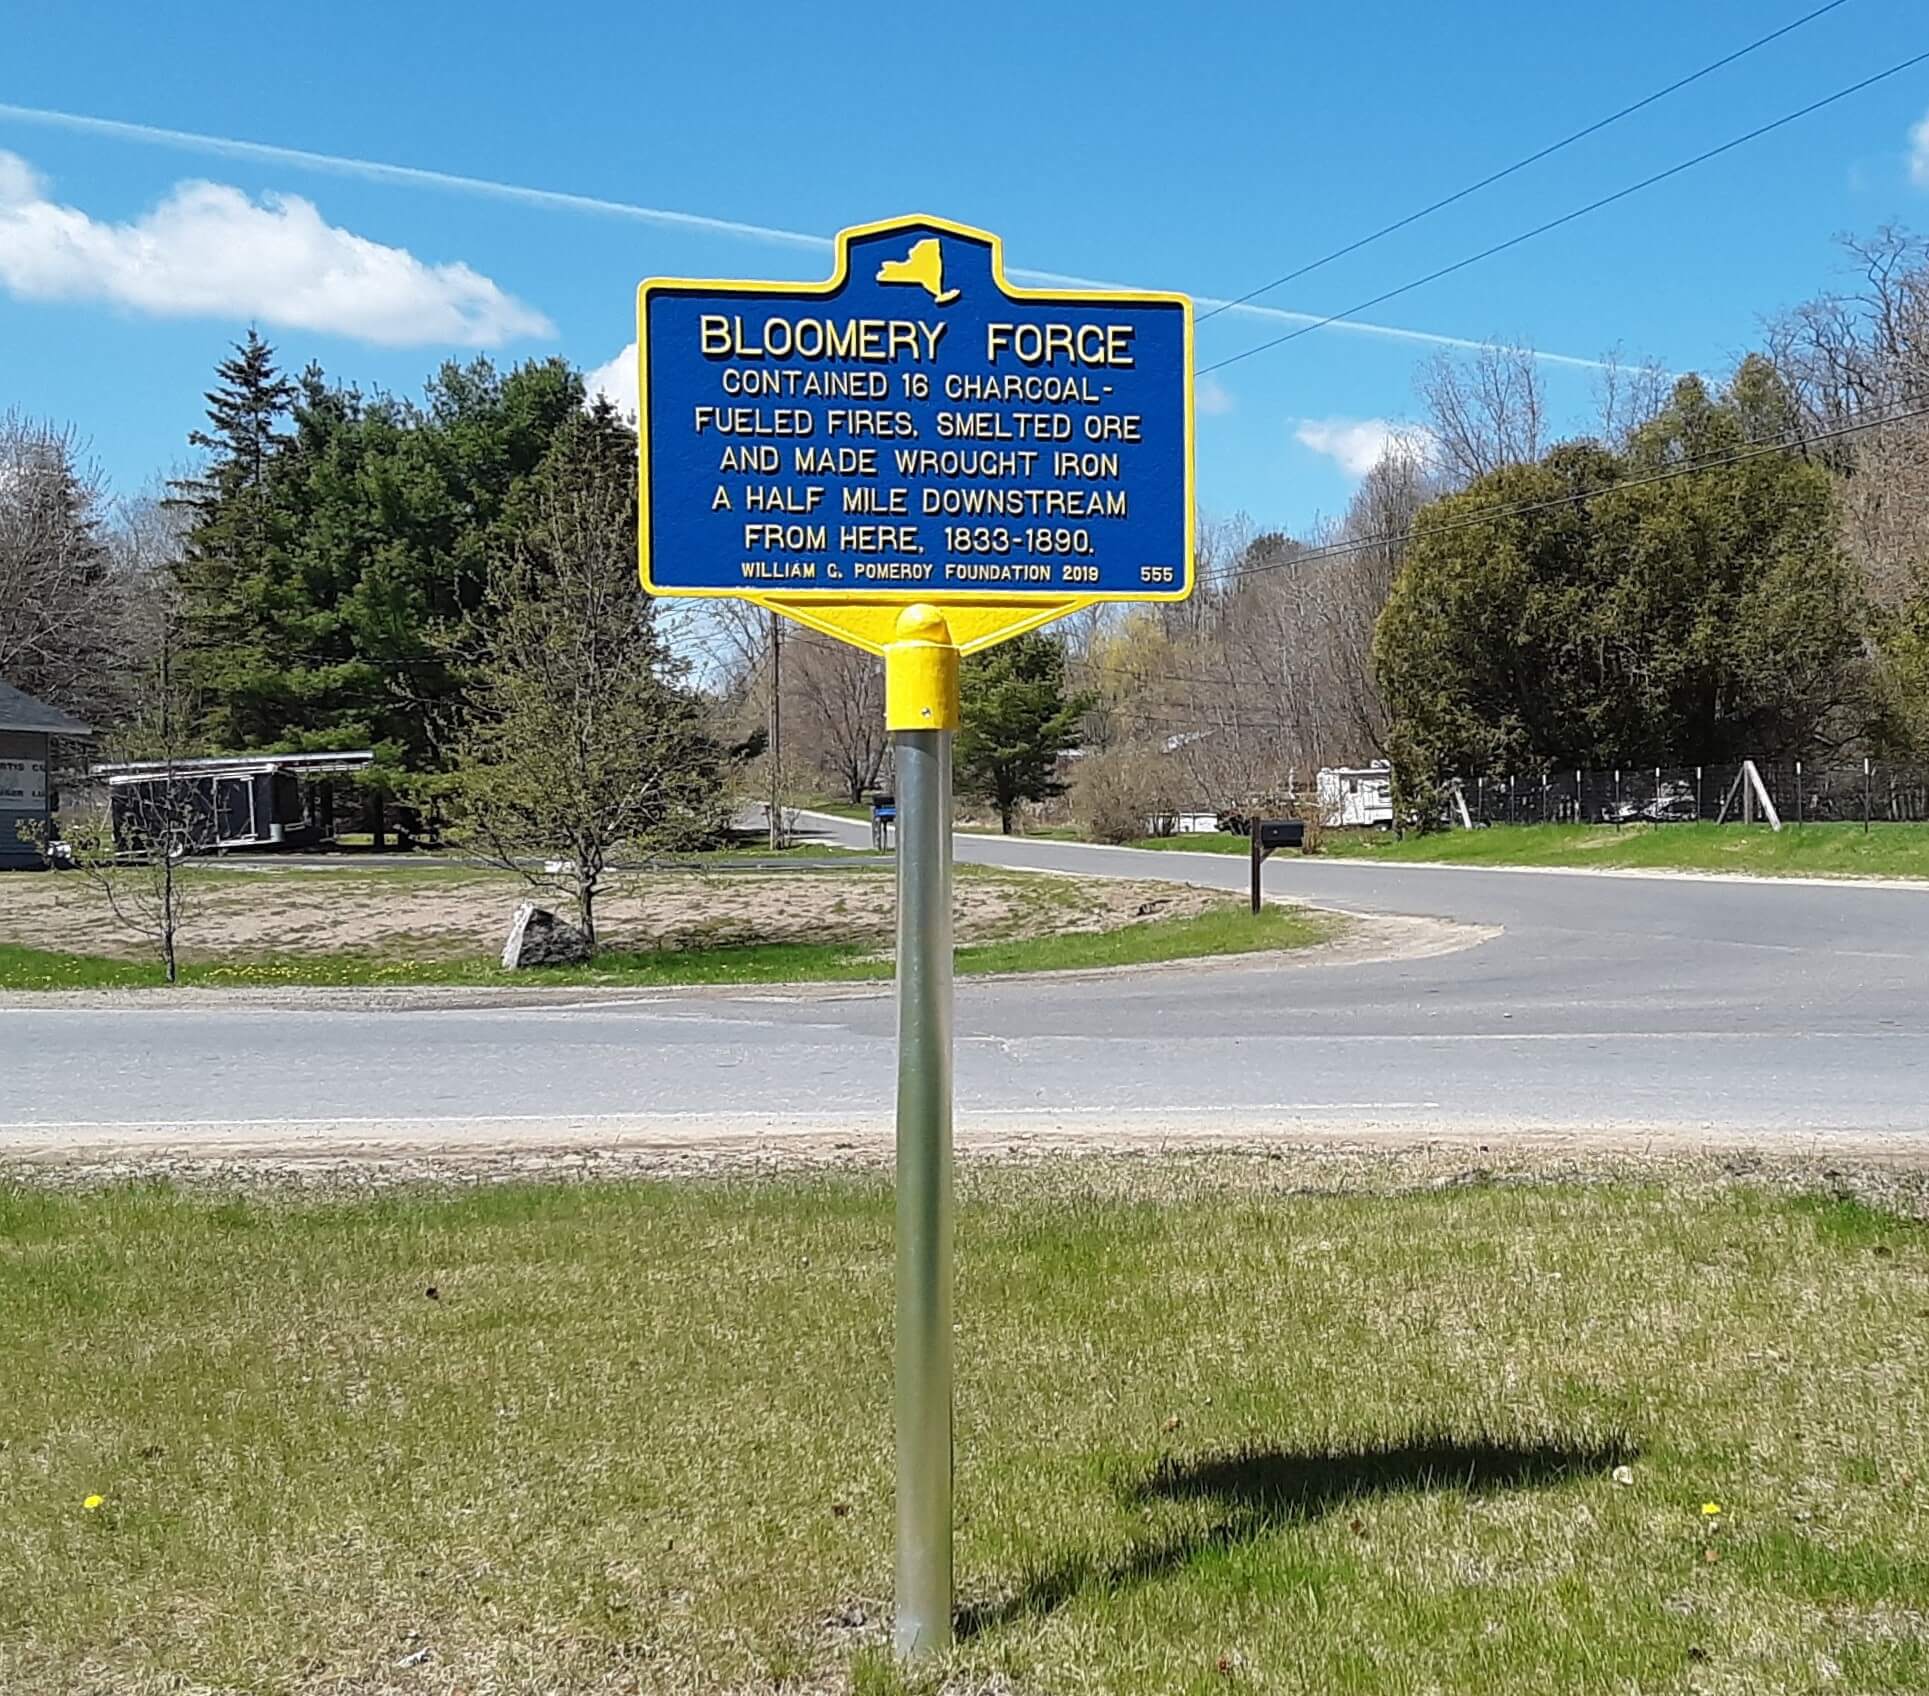 BLOOMERY FORGE
CONTAINED 16 CHARCOAL-
FUELED FIRES, SMELTED ORE
AND MADE WROUGHT IRON
A HALF MILE DOWNSTREAM
FROM HERE, 1833-1890.
WILLIAM G. POMEROY FOUNDATION 2019 555